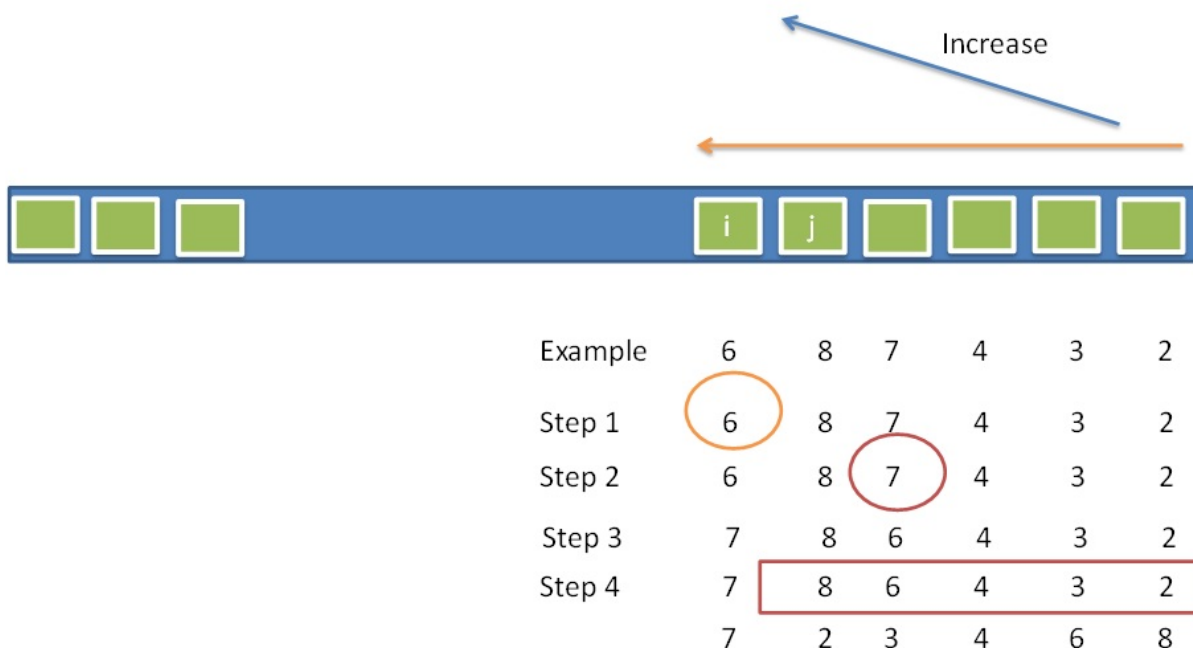 Increase
i j
Example 6 8 7 4 3 2
Step 1 6 8 7 4 3 2
Step 2 6 8 7 4 3 2
Step 3 7 8 6 4 3 2
Step 4 7 8 6 4 3 2
7 2 3 4 6 8